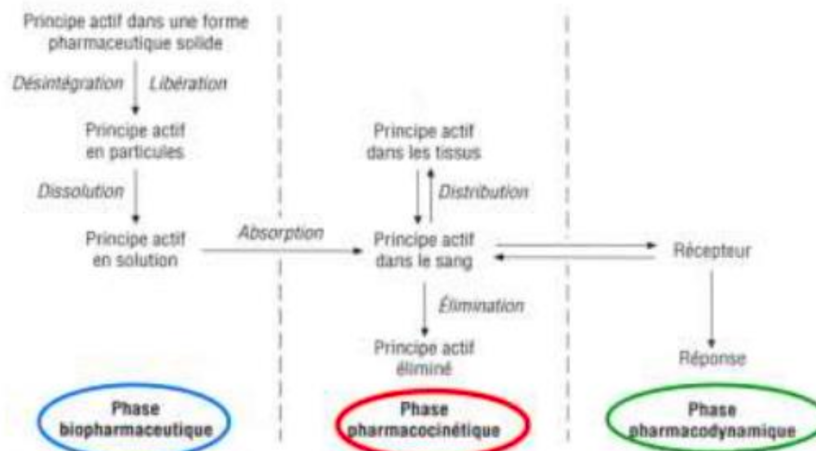 Principe actif dans une forme
pharmaceutique solide
Désintégration Libération
Principe actif
en particules
Dissolution
Principe actif
en solution
Absorption
Principe actif
dans les tissus
Distribution
Principe actif
dans le sang
Élimination
Principe actif
éliminé
Récepteur
Réponse
Phase
biopharmaceutique
Phase
pharmacocinétique
Phase
pharmacodynamique